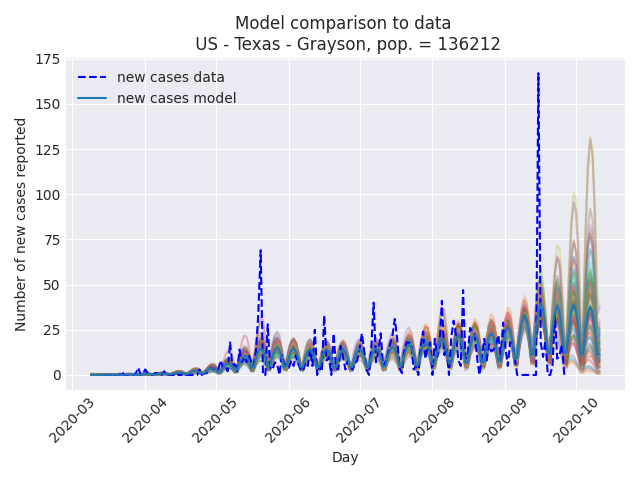 Model comparison to data
US - Texas - Grayson, pop. = 136212
new cases data
new cases model
Number of new cases reported
175
150
125
100
75
50
25
0
2020-03
2020-04
2020-05
2020-06
2020-07
2020-08
2020-09
2020-10
Day